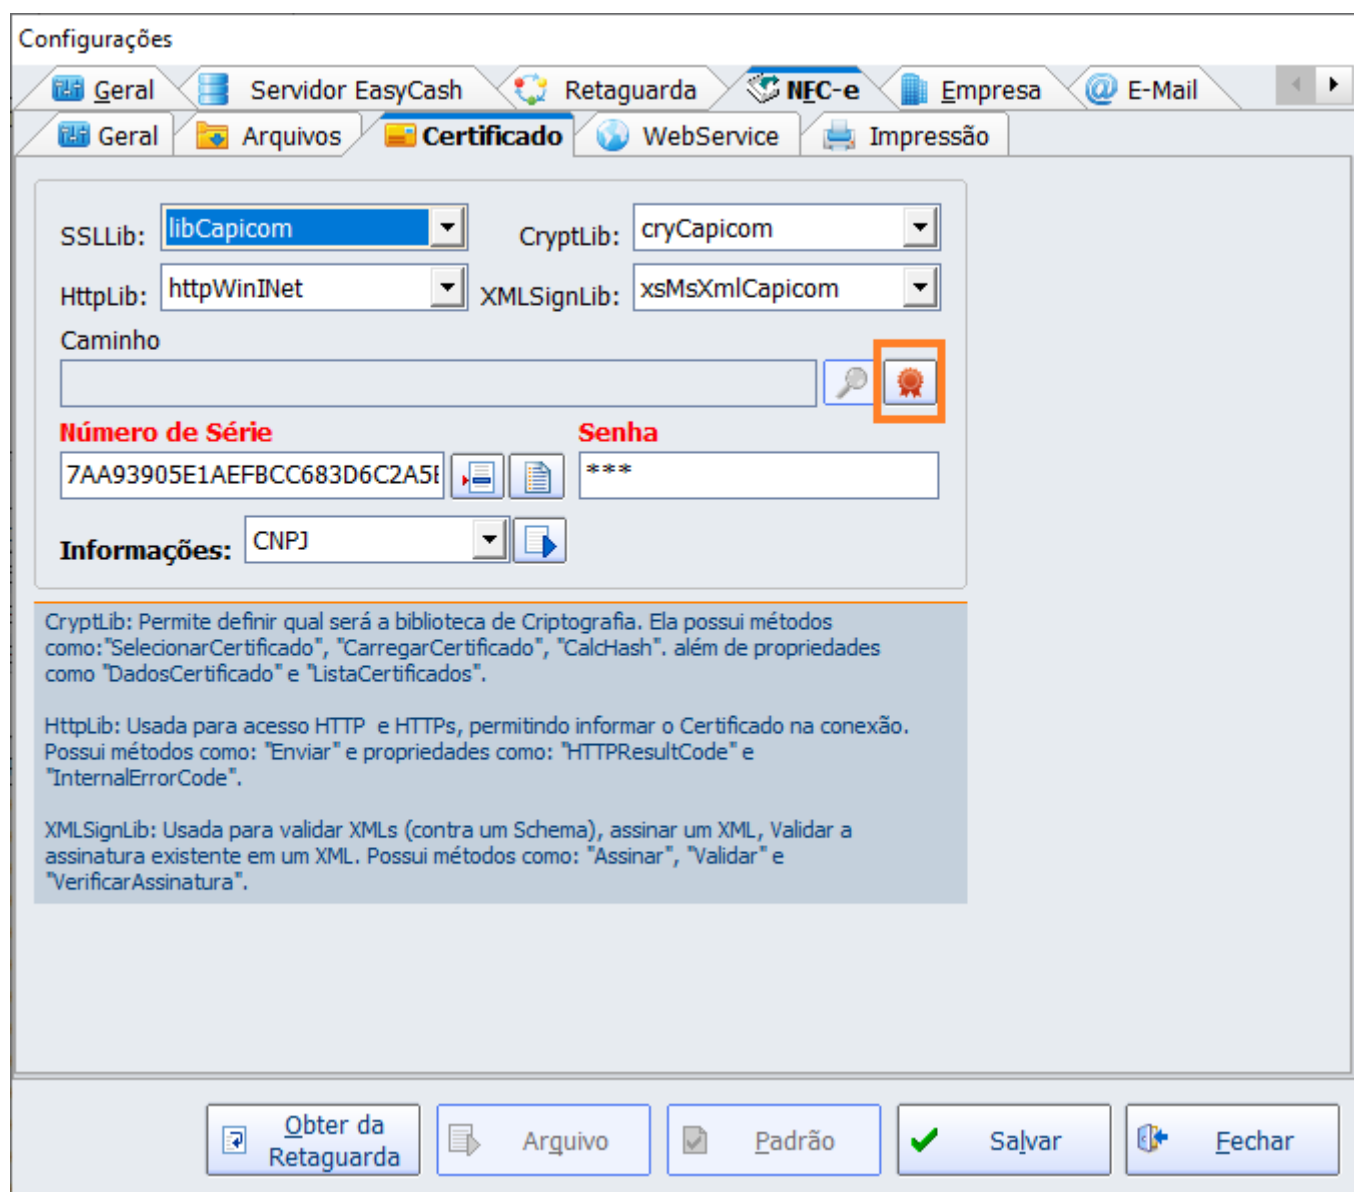 Configurações
Geral Servidor EasyCash Retaguarda NFC-e Empresa E-Mail
Geral Arquivos Certificado WebService Impressão
SSLLib: libCapicom CryptLib: cryCapicom
HttpLib: httpWinINet XMLSignLib: xsMsXmlCapicom
Caminho
Número de Série Senha
7AA93905E1AEFBCC683D6C2A5 ***
Informações: CNPJ
CryptLib: Permite definir qual será a biblioteca de Criptografia. Ela possui métodos
como:"SelecionarCertificado", "CarregarCertificado", "CalcHash". além de propriedades
como "DadosCertificado" e "ListaCertificados".
HttpLib: Usada para acesso HTTP e HTTPs, permitindo informar o Certificado na conexão.
Possui métodos como: "Enviar" e propriedades como: "HTTPResultCode" e
"InternalErrorCode".
XMLSignLib: Usada para validar XMLs (contra um Schema), assinar um XML, Validar a
assinatura existente em um XML. Possui métodos como: "Assinar", "Validar" e
"VerificarAssinatura".
Obter da
Retaguarda Arquivo Padrão Salvar Fechar